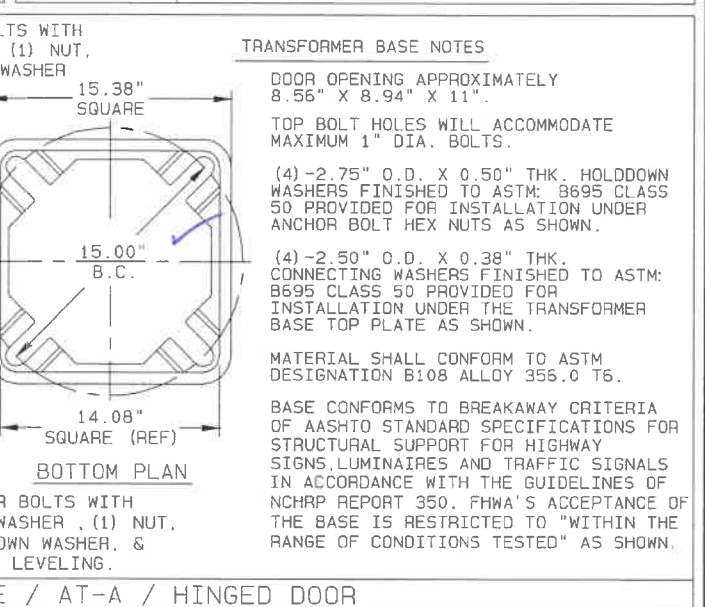 LTS WITH
(1) NUT,
WASHER
15.38"
SQUARE
15.00"
B.C.
14.08"
SQUARE (REF)
BOTTOM PLAN
R BOLTS WITH
WASHER , (1) NUT,
OWN WASHER, &
LEVELING.
TRANSFORMER BASE NOTES
DOOR OPENING APPROXIMATELY
8.56" X 8.94" X 11".
TOP BOLT HOLES WILL ACCOMMODATE
MAXIMUM 1" DIA. BOLTS.
(4)-2.75" O.D. X 0.50" THK. HOLDDOWN
WASHERS FINISHED TO ASTM: B695 CLASS
50 PROVIDED FOR INSTALLATION UNDER
ANCHOR BOLT HEX NUTS AS SHOWN.
(4)-2.50" O.D. X 0.38" THK.
CONNECTING WASHERS FINISHED TO ASTM:
B695 CLASS 50 PROVIDED FOR
INSTALLATION UNDER THE TRANSFORMER
BASE TOP PLATE AS SHOWN.
MATERIAL SHALL CONFORM TO ASTM
DESIGNATION B108 ALLOY 356.0 T6.
BASE CONFORMS TO BREAKAWAY CRITERIA
OF AASHTO STANDARD SPECIFICATIONS FOR
STRUCTURAL SUPPORT FOR HIGHWAY
SIGNS,LUMINAIRES AND TRAFFIC SIGNALS
IN ACCORDANCE WITH THE GUIDELINES OF
NCHRP REPORT 350. FHWA'S ACCEPTANCE OF
THE BASE IS RESTRICTED TO "WITHIN THE
RANGE OF CONDITIONS TESTED" AS SHOWN.
E / AT-A / HINGED DOOR